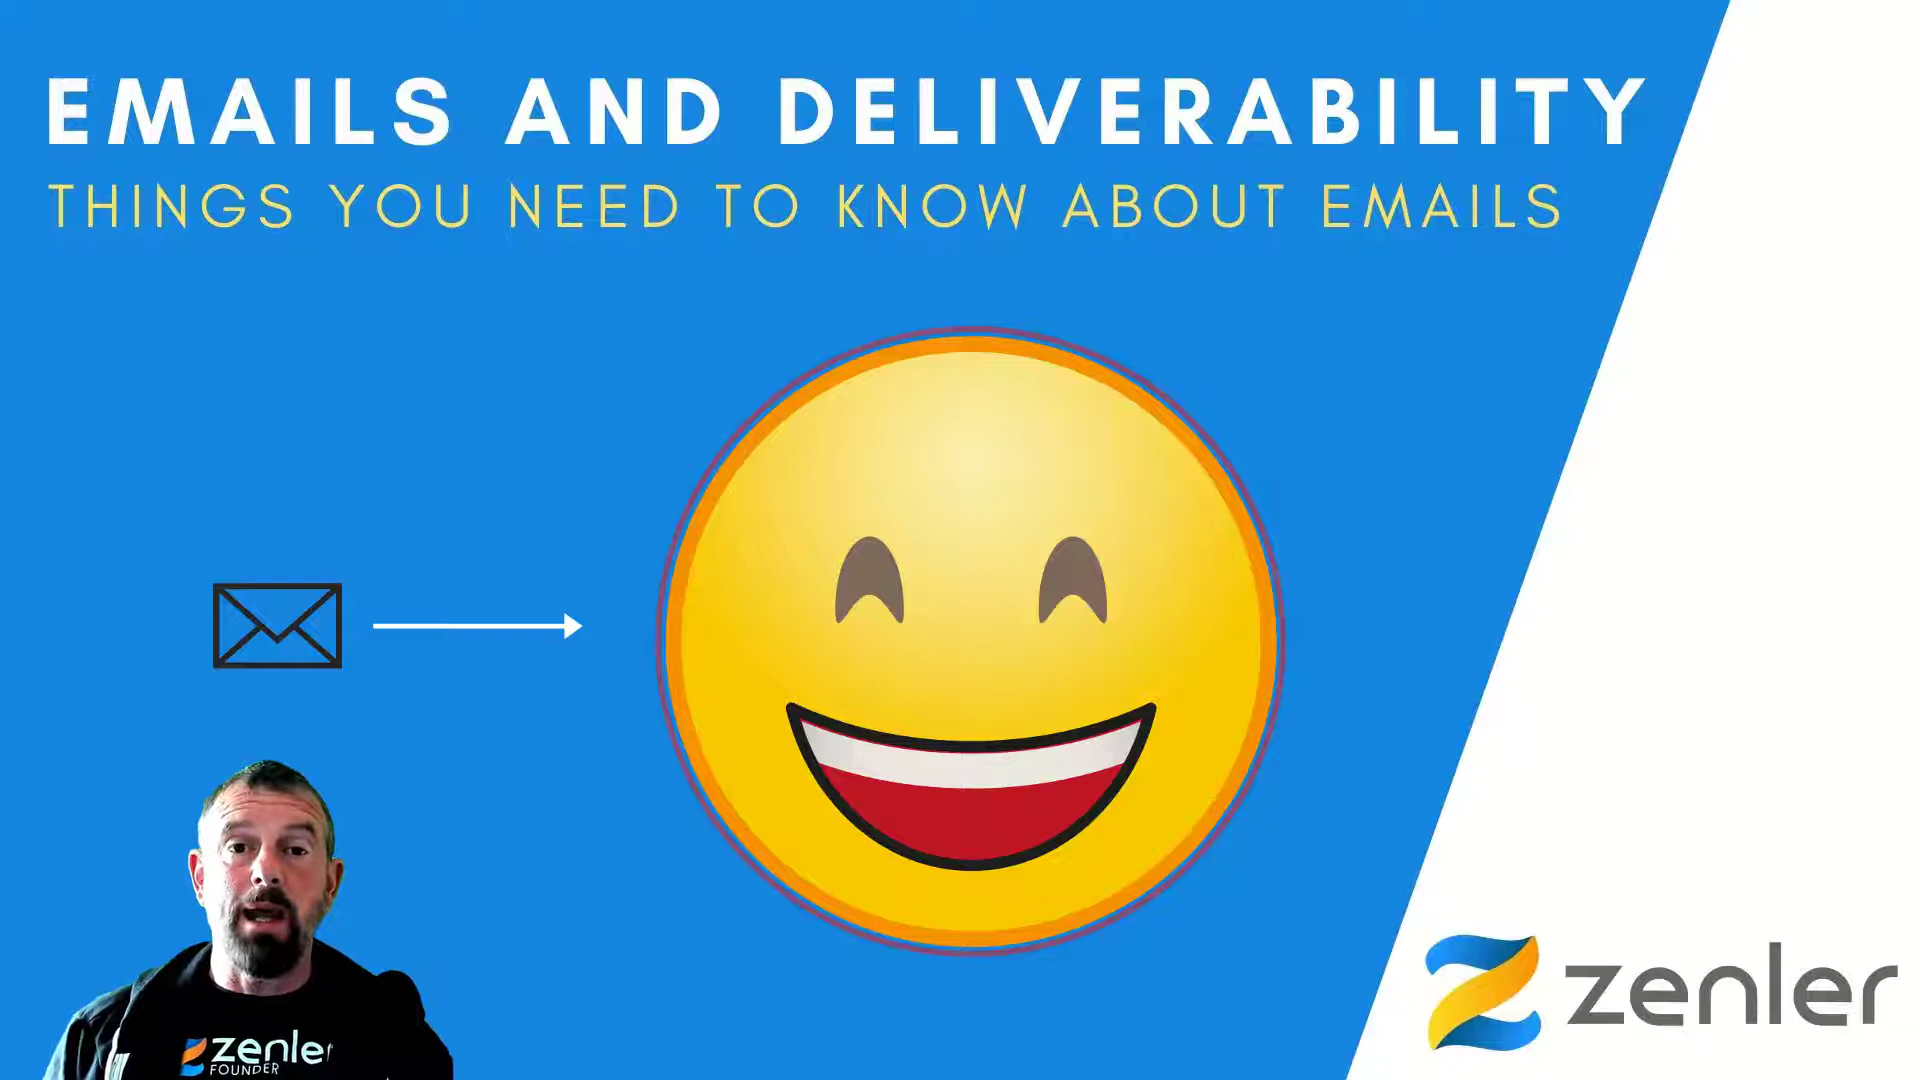 EMAILS AND DELIVERABILITY
THINGS YOU NEED TO KNOW ABOUT EMAILS
zenler
zenler
FOUNDER